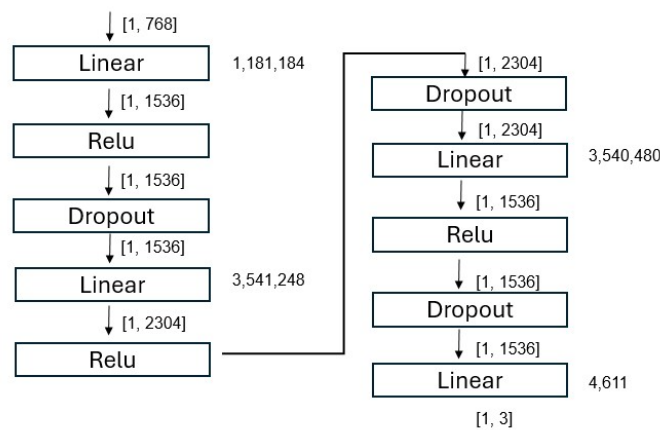 [1, 768]
Linear 1,181,184
[1, 1536]
Relu
[1, 1536]
Dropout
[1, 1536]
Linear 3,541,248
[1, 2304]
Relu
[1, 2304]
Dropout
[1, 2304]
Linear 3,540,480
[1, 1536]
Relu
[1, 1536]
Dropout
[1, 1536]
Linear 4,611
[1, 3]